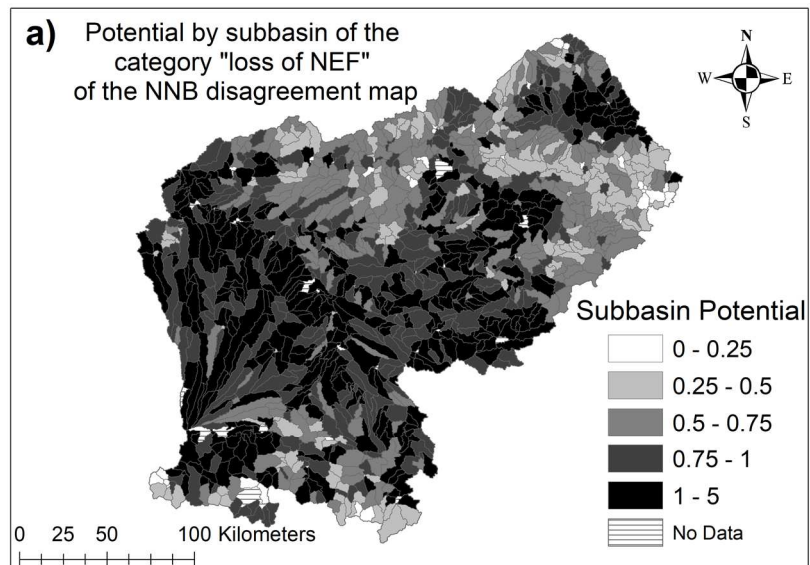 a)
Potential by subbasin of the
category "loss of NEF"
of the NNB disagreement map
N
W
E
S
Subbasin Potential
0 - 0.25
0.25 - 0.5
0.5 - 0.75
0.75 - 1
1 - 5
No Data
0 25 50 100 Kilometers